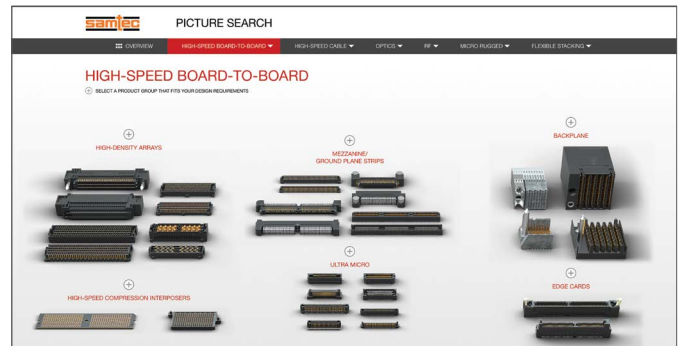 samtec
PICTURE SEARCH
OVERVIEW
HIGH-SPEED BOARD-TO-BOARD
HIGH-SPEED CABLE
OPTICS
RF
MICRO RUGGED
FLEXIBLE STACKING
HIGH-SPEED BOARD-TO-BOARD
SELECT A PRODUCT GROUP THAT FITS YOUR DESIGN REQUIREMENTS
HIGH-DENSITY ARRAYS
MEZZANINE/
GROUND PLANE STRIPS
BACKPLANE
HIGH-SPEED COMPRESSION INTERPOSERS
ULTRA MICRO
EDGE CARDS